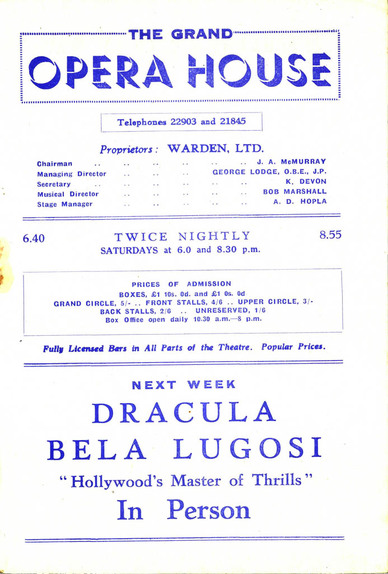 THE GRAND
OPERA HOUSE
Telephones 22903 and 21845
Proprietors: WARDEN, LTD.
Chairman .. .. .. .. .. J. A. McMURRAY
Managing Director .. .. .. GEORGE LODGE, O.B.E., J.P.
Secretary .. .. .. .. .. K. DEVON
Musical Director .. .. .. .. BOB MARSHALL
Stage Manager .. .. .. .. A. D. HOPLA
6.40 TWICE NIGHTLY 8.55
SATURDAYS at 6.0 and 8.30 p.m.
PRICES OF ADMISSION
BOXES, £1 10s. 0d. and £1 0s. 0d
GRAND CIRCLE, 5/- .. FRONT STALLS, 4/6 .. UPPER CIRCLE, 3/-
BACK STALLS, 2/6 .. UNRESERVED, 1/6
Box Office open daily 10.30 a.m.—8 p.m.
Fully Licensed Bars in All Parts of the Theatre. Popular Prices.
NEXT WEEK
DRACULA
BELA LUGOSI
"Hollywood's Master of Thrills"
In Person